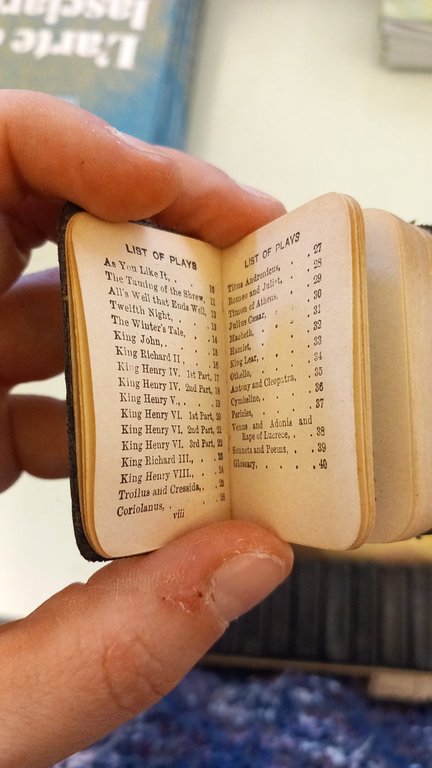 L'arte
lasciar
LIST OF PLAYS
As You Like It, . . 10
The Taming of the Shrew, 11
All's Well that Ends Well, 12
Twelfth Night, . . 13
The Winter's Tale, . 14
King John, . . 15
King Richard II . . 16
King Henry IV. 1st Part, 17
King Henry IV. 2nd Part, 18
King Henry V., . . 19
King Henry VI. 1st Part, 20
King Henry VI. 2nd Part, 21
King Henry VI. 3rd Part, 22
King Richard III., . 23
King Henry VIII., . 24
Troilus and Cressida, . 25
Coriolanus, . . 26
viii
LIST OF PLAYS
Titus Andronicus, . . 27
Romeo and Juliet, . . 28
Timon of Athens, . . 29
Julius Cæsar, . . 30
Macbeth, . . . 31
Hamlet, . . . 32
King Lear, . . . 33
Othello, . . . 34
Antony and Cleopatra, . 35
Cymbeline, . . . 36
Pericles, . . . 37
Venus and Adonis and
Rape of Lucrece, . . 38
Sonnets and Poems, . . 39
Glossary, . . . 40